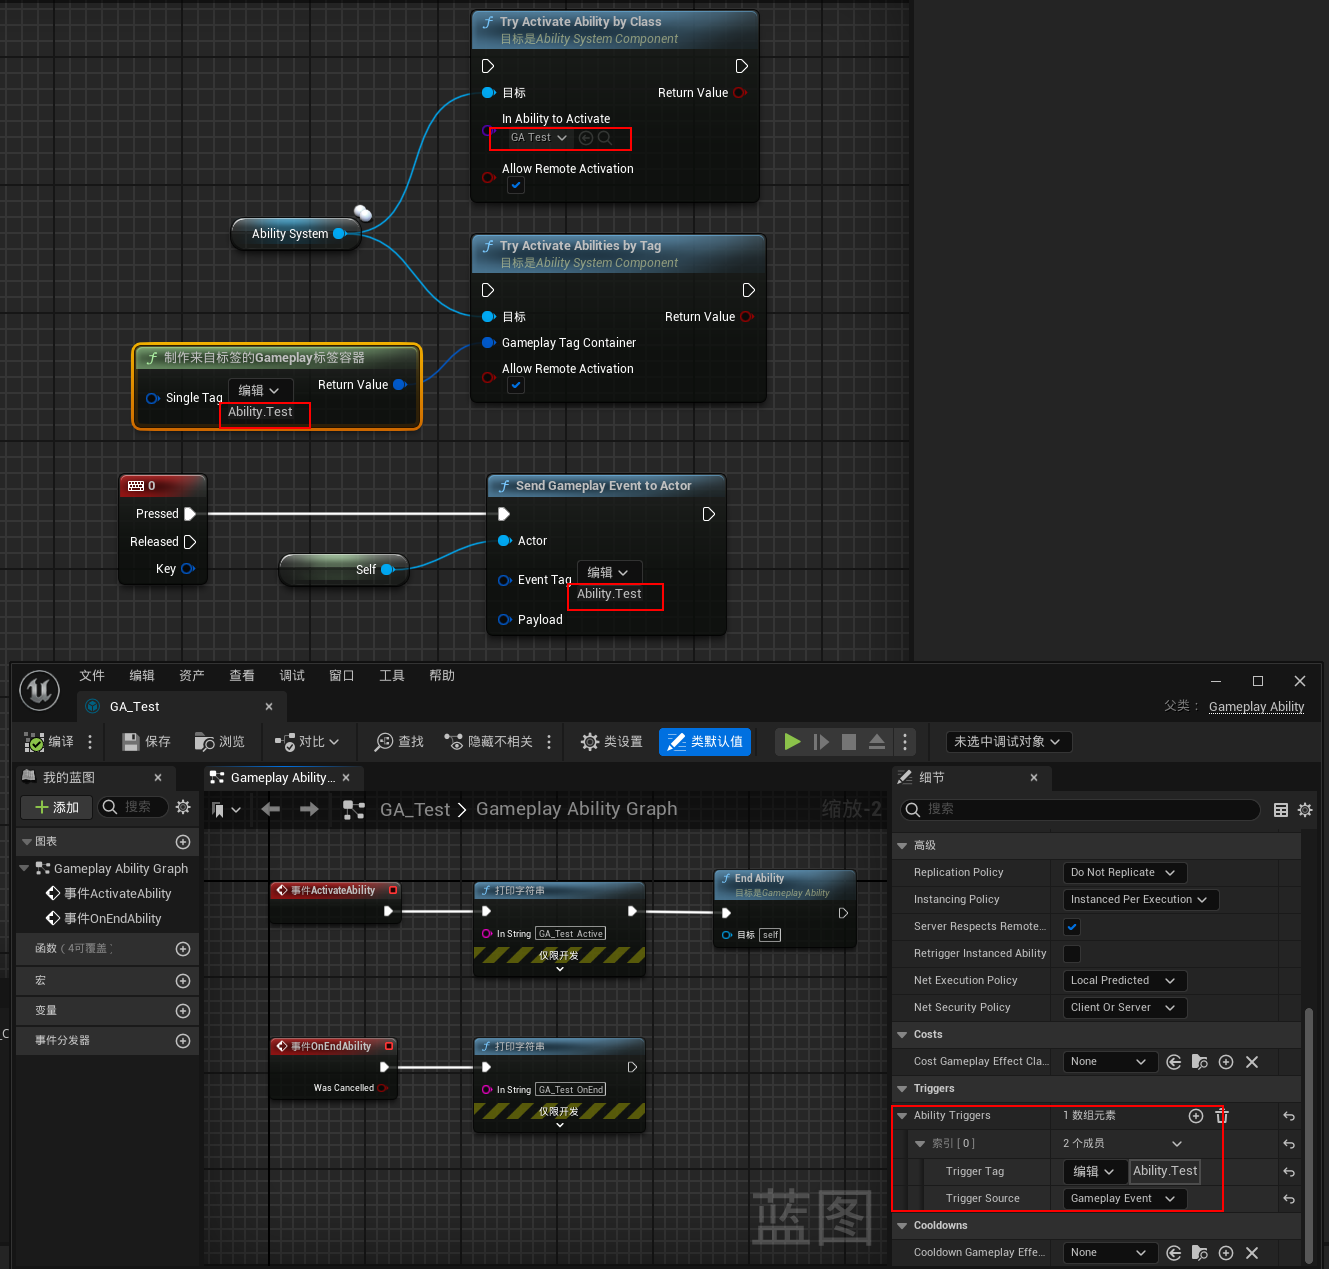 Try Activate Ability by Class
目标是Ability System Component
目标
Return Value
In Ability to Activate
GA Test
Allow Remote Activation
Ability System
Try Activate Abilities by Tag
目标是Ability System Component
目标
Return Value
Gameplay Tag Container
Allow Remote Activation
制作来自标签的Gameplay标签容器
Single Tag
编辑
Return Value
Ability.Test
0
Pressed
Released
Key
Self
Send Gameplay Event to Actor
Actor
Event Tag
编辑
Ability.Test
Payload
文件 编辑 资产 查看 调试 窗口 工具 帮助
GA_Test
父类：
Gameplay Ability
编译 保存 浏览 对比 查找 隐藏不相关 类设置 类默认值 未选中调试对象
我的蓝图
添加
搜索
图表
Gameplay Ability Graph
事件ActivateAbility
事件OnEndAbility
函数（4可覆盖
宏
变量
事件分发器
Gameplay Ability...
GA_Test > Gameplay Ability Graph
缩放-2
事件ActivateAbility
打印字符串
In String GA_Test Active
仅限开发
End Ability
目标是Gameplay Ability
目标 self
事件OnEndAbility
Was Cancelled
打印字符串
In String GA_Test OnEnd
仅限开发
蓝图
细节
搜索
高级
Replication Policy Do Not Replicate
Instancing Policy Instanced Per Execution
Server Respects Remote...
Retrigger Instanced Ability
Net Execution Policy Local Predicted
Net Security Policy Client Or Server
Costs
Cost Gameplay Effect Cla... None
Triggers
Ability Triggers 1 数组元素
索引 [ 0 ] 2 个成员
Trigger Tag 编辑 Ability.Test
Trigger Source Gameplay Event
Cooldowns
Cooldown Gameplay Effe... None